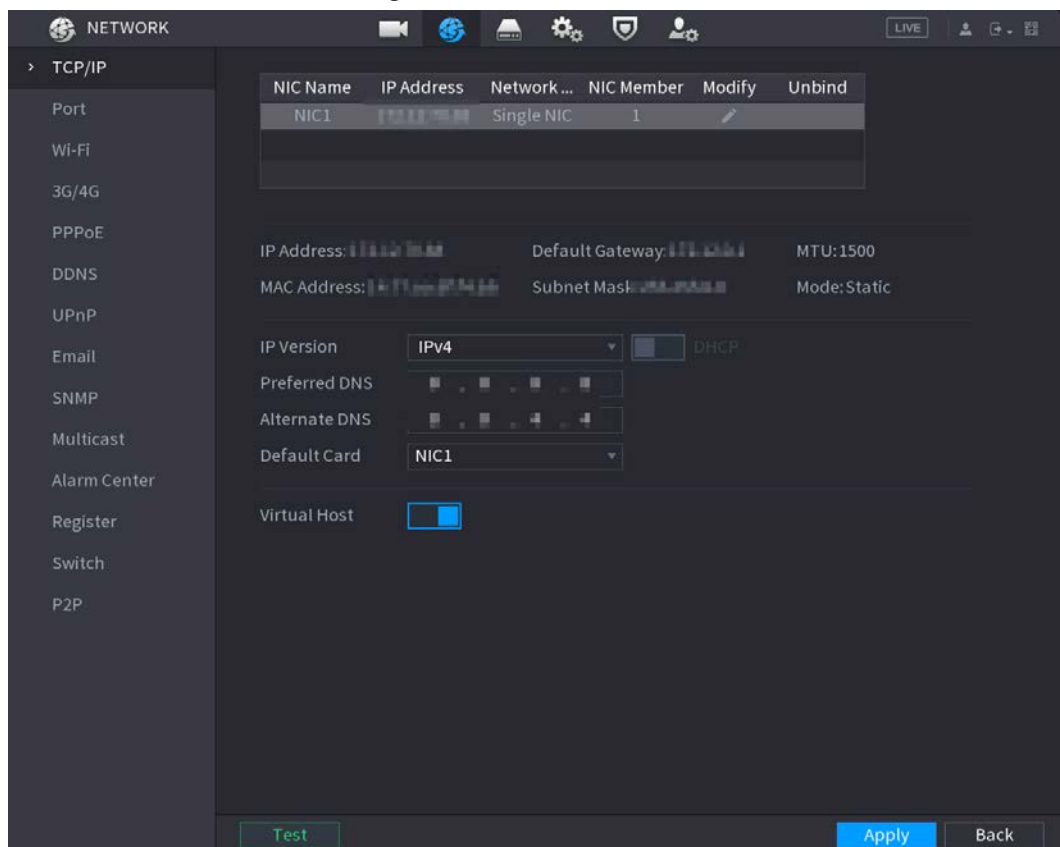 NETWORK
LIVE
TCP/IP
Port
Wi-Fi
3G/4G
PPPoE
DDNS
UPnP
Email
SNMP
Multicast
Alarm Center
Register
Switch
P2P
NIC Name IP Address Network ... NIC Member Modify Unbind
NIC1 Single NIC 1
IP Address: Default Gateway: MTU:1500
MAC Address: Subnet Mask Mode:Static
IP Version IPv4 DHCP
Preferred DNS
Alternate DNS
Default Card NIC1
Virtual Host
Test Apply Back